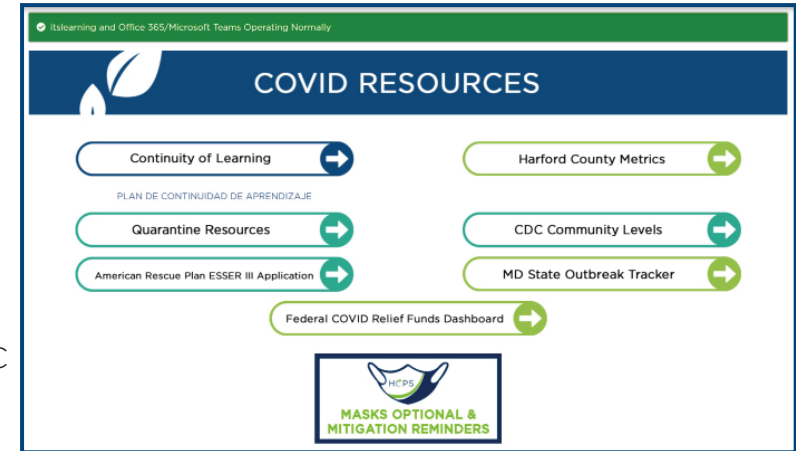 itslearning and Office 365/Microsoft Teams Operating Normally
COVID RESOURCES
Continuity of Learning
Harford County Metrics
PLAN DE CONTINUIDAD DE APRENDIZAJE
Quarantine Resources
CDC Community Levels
American Rescue Plan ESSER III Application
MD State Outbreak Tracker
Federal COVID Relief Funds Dashboard
C
HCPS
MASKS OPTIONAL &
MITIGATION REMINDERS